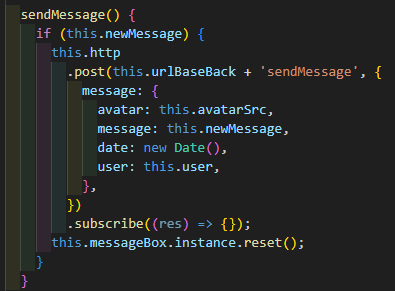 sendMessage() {
if (this.newMessage) {
this.http
.post(this.urlBaseBack + 'sendMessage', {
message: {
avatar: this.avatarSrc,
message: this.newMessage,
date: new Date(),
user: this.user,
},
})
.subscribe((res) => {});
this.messageBox.instance.reset();
}
}